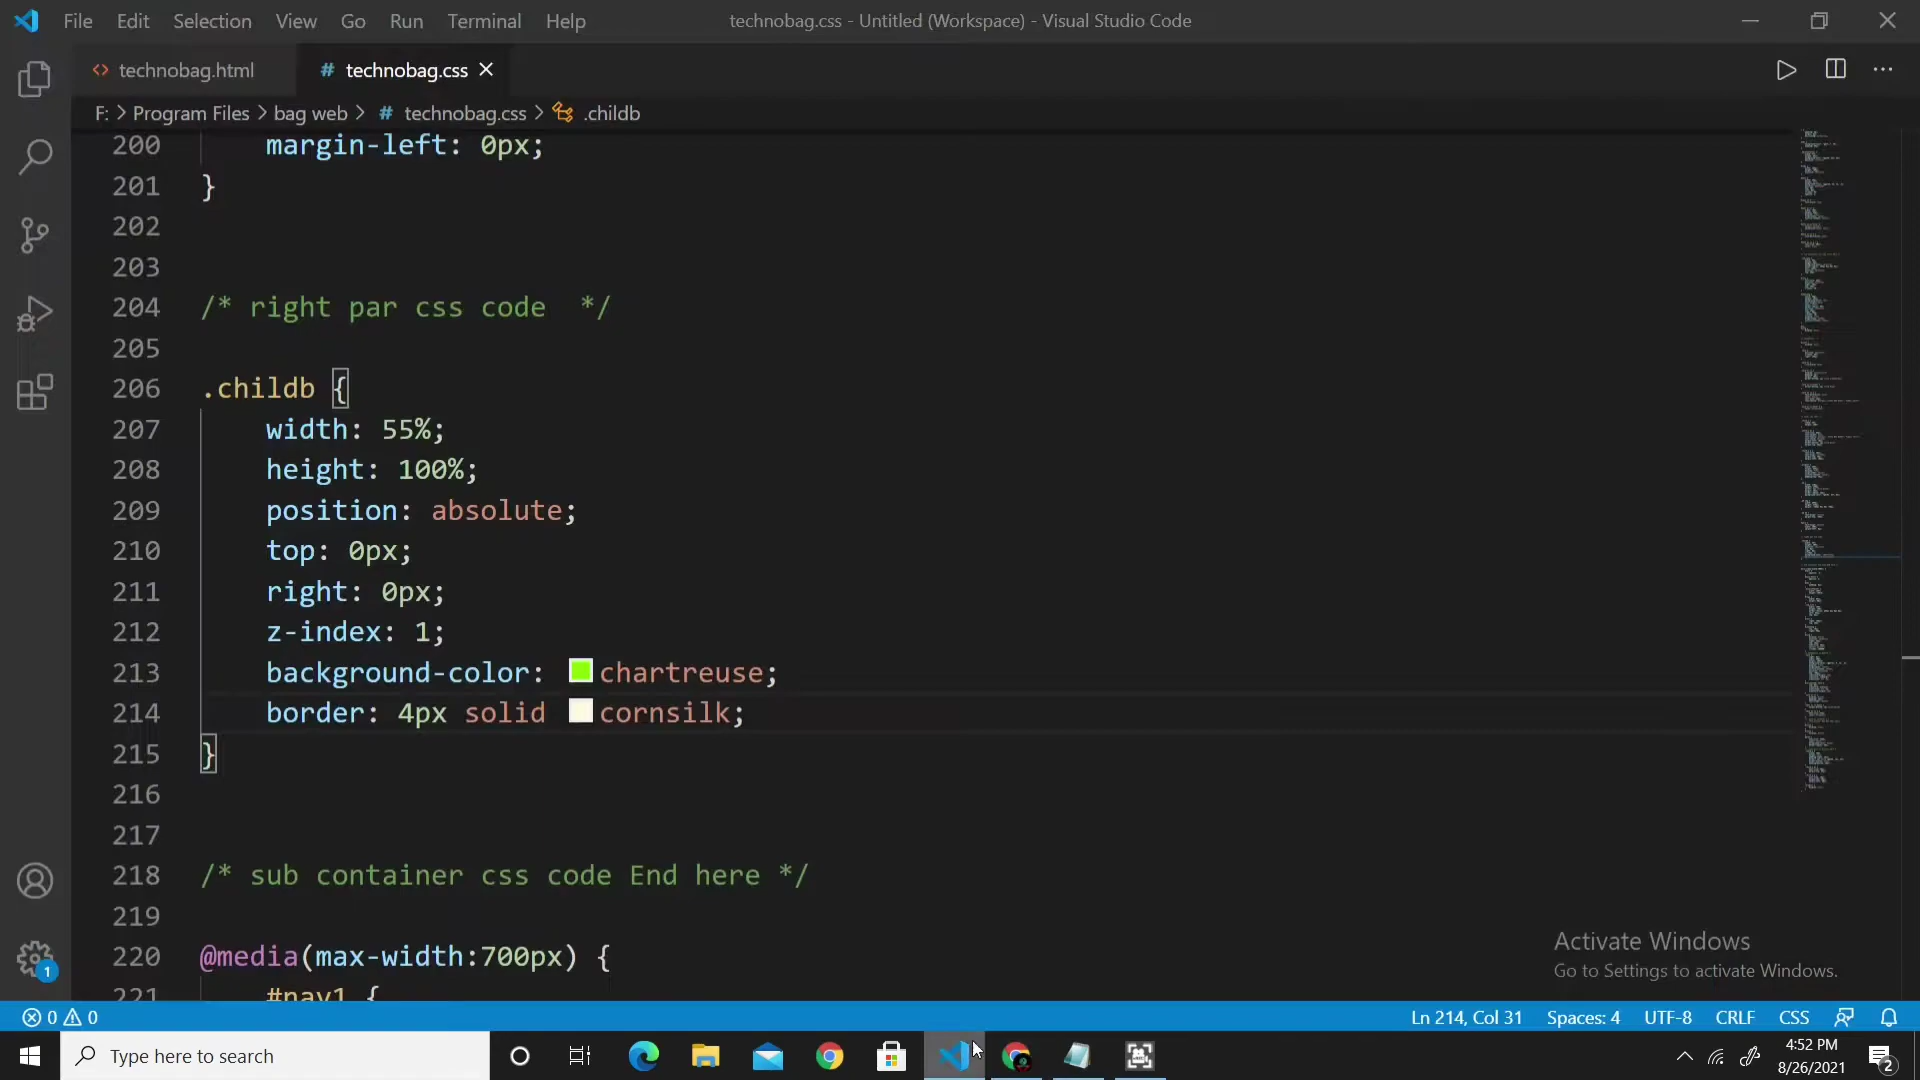 File Edit Selection View Go Run Terminal Help technobag.css - Untitled (Workspace) - Visual Studio Code
<> technobag.html # technobag.css
F: > Program Files > bag web > # technobag.css > .childb
200 margin-left: 0px;
201 }
202
203
204 /* right par css code */
205
206 .childb {
207 width: 55%;
208 height: 100%;
209 position: absolute;
210 top: 0px;
211 right: 0px;
212 z-index: 1;
213 background-color: chartreuse;
214 border: 4px solid cornsilk;
215 }
216
217
218 /* sub container css code End here */
219
220 @media(max-width:700px) {
221 #nav1 {
Activate Windows
Go to Settings to activate Windows.
1
0 0 Ln 214, Col 31 Spaces: 4 UTF-8 CRLF CSS
Type here to search
4:52 PM
8/26/2021
2